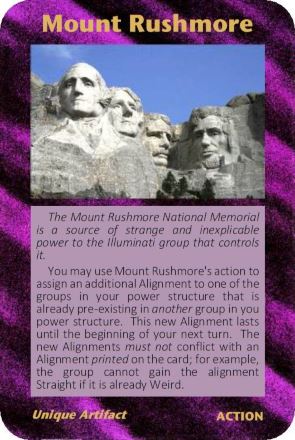 Mount Rushmore
The Mount Rushmore National Memorial
is a source of strange and inexplicable
power to the Illuminati group that controls
it.
You may use Mount Rushmore's action to
assign an additional Alignment to one of the
groups in your power structure that is
already pre-existing in another group in you
power structure. This new Alignment lasts
until the beginning of your next turn. The
new Alignments must not conflict with an
Alignment printed on the card; for example,
the group cannot gain the alignment
Straight if it is already Weird.
Unique Artifact
ACTION